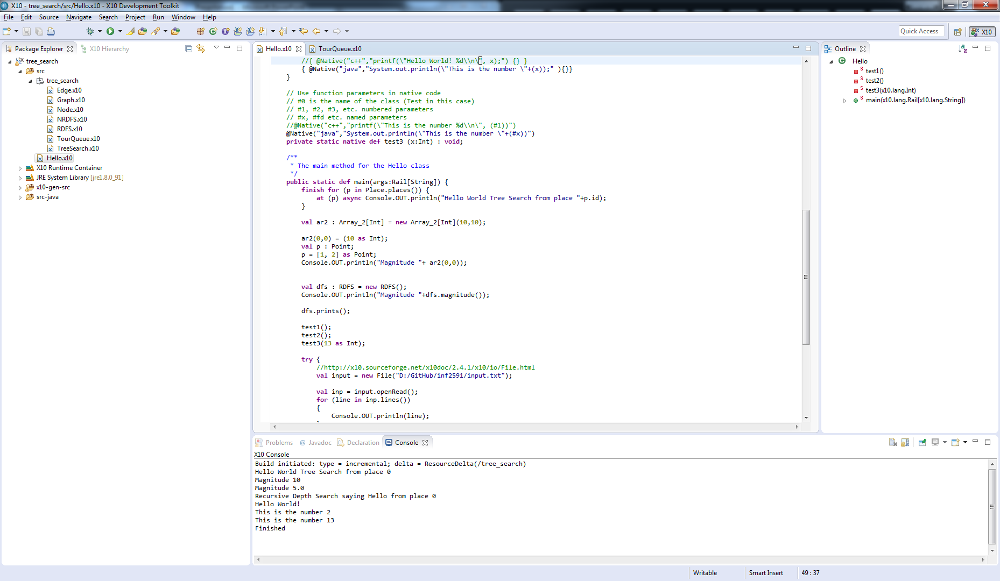 X10 - tree_search/src/Hello.x10 - X10 Development Toolkit
File Edit Source Navigate Search Project Run Window Help
Quick Access X10
Package Explorer X10 Hierarchy
tree_search
src
tree_search
Edge.x10
Graph.x10
Node.x10
NRDFS.x10
RDFS.x10
TourQueue.x10
TreeSearch.x10
Hello.x10
X10 Runtime Container
JRE System Library [jre1.8.0_91]
x10-gen-src
src-java
Hello.x10 TourQueue.x10
//{ @Native("c++","printf(\"Hello World! %d\\n\", x);") {} }
{ @Native("java","System.out.println(\"This is the number \"+(x));" ){}}
}
// Use function parameters in native code
// #0 is the name of the class (Test in this case)
// #1, #2, #3, etc. numbered parameters
// #x, #fd etc. named parameters
//@Native("c++","printf(\"This is the number %d\\n\", (#1))")
@Native("java","System.out.println(\"This is the number \"+(#x))")
private static native def test3 (x:Int) : void;
/**
* The main method for the Hello class
*/
public static def main(args:Rail[String]) {
finish for (p in Place.places()) {
at (p) async Console.OUT.println("Hello World Tree Search from place "+p.id);
}
val ar2 : Array_2[Int] = new Array_2[Int](10,10);
ar2(0,0) = (10 as Int);
val p : Point;
p = [1, 2] as Point;
Console.OUT.println("Magnitude "+ ar2(0,0));
val dfs : RDFS = new RDFS();
Console.OUT.println("Magnitude "+dfs.magnitude());
dfs.prints();
test1();
test2();
test3(13 as Int);
try {
//http://x10.sourceforge.net/x10doc/2.4.1/x10/io/File.html
val input = new File("D:/GitHub/inf2591/input.txt");
val inp = input.openRead();
for (line in inp.lines())
{
Console.OUT.println(line);
Outline
Hello
test1()
test2()
test3(x10.lang.Int)
main(x10.lang.Rail[x10.lang.String])
Problems @ Javadoc Declaration Console
X10 Console
Build initiated: type = incremental; delta = ResourceDelta(/tree_search)
Hello World Tree Search from place 0
Magnitude 10
Magnitude 5.0
Recursive Depth Search saying Hello from place 0
Hello World!
This is the number 2
This is the number 13
Finished
Writable Smart Insert 49 : 37